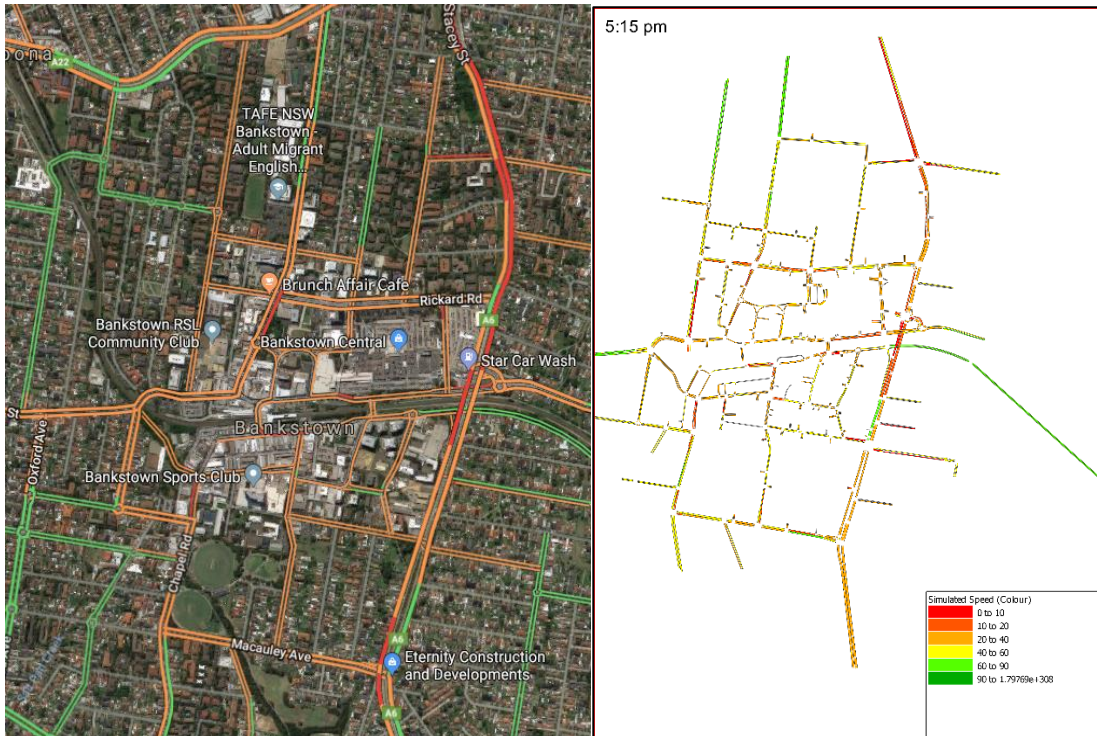 oona
A22
Stacey St
TAFE NSW
Bankstown -
Adult Migrant
English...
Brunch Affair Cafe
Rickard Rd
A6
Bankstown RSL
Community Club
Bankstown Central
Star Car Wash
St
Bankstown
Oxford Ave
Bankstown Sports Club
Chapel Rd
Macauley Ave
A6
Eternity Construction
and Developments
A6
5:15 pm
Simulated Speed (Colour)
0 to 10
10 to 20
20 to 40
40 to 60
60 to 90
90 to 1.79769e+308